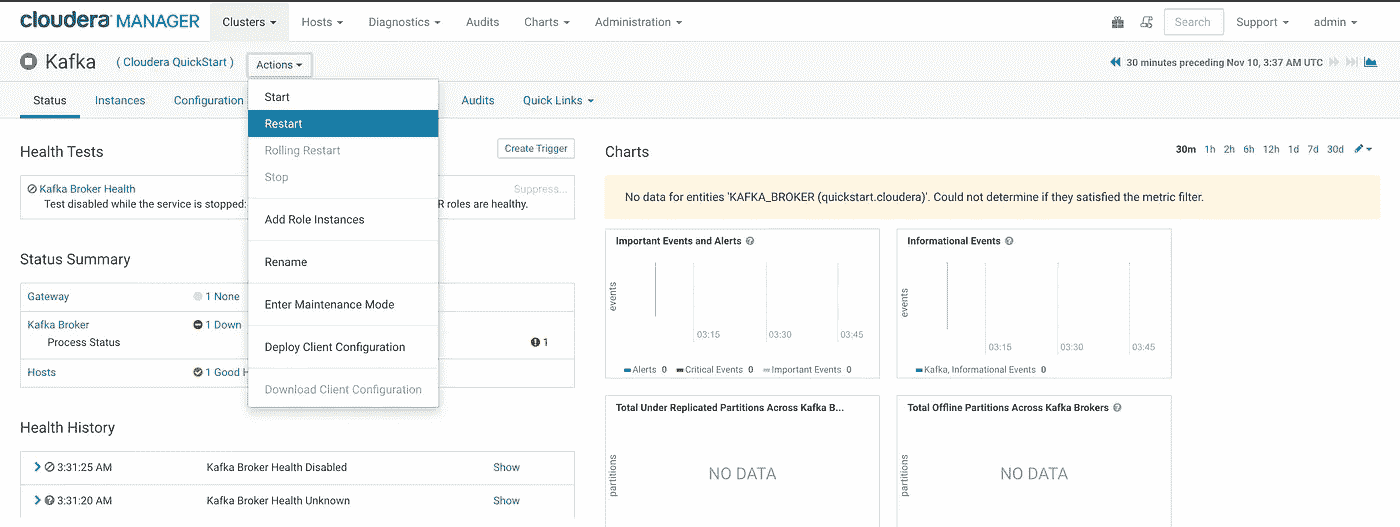 cloudera MANAGER Clusters Hosts Diagnostics Audits Charts Administration Search Support admin
Kafka ( Cloudera QuickStart ) Actions 30 minutes preceding Nov 10, 3:37 AM UTC
Status Instances Configuration Audits Quick Links
Start
Restart
Rolling Restart
Stop
Add Role Instances
Rename
Enter Maintenance Mode
Deploy Client Configuration
Download Client Configuration
Health Tests Create Trigger
Kafka Broker Health Suppress...
Test disabled while the service is stopped: R roles are healthy.
Status Summary
Gateway 1 None
Kafka Broker 1 Down
Process Status 1
Hosts 1 Good H
Health History
3:31:25 AM Kafka Broker Health Disabled Show
3:31:20 AM Kafka Broker Health Unknown Show
Charts 30m 1h 2h 6h 12h 1d 7d 30d
No data for entities 'KAFKA_BROKER (quickstart.cloudera)'. Could not determine if they satisfied the metric filter.
Important Events and Alerts
events
03:15 03:30 03:45
Alerts 0 Critical Events 0 Important Events 0
Informational Events
events
03:15 03:30 03:45
Kafka, Informational Events 0
Total Under Replicated Partitions Across Kafka B...
partitions
NO DATA
Total Offline Partitions Across Kafka Brokers
partitions
NO DATA